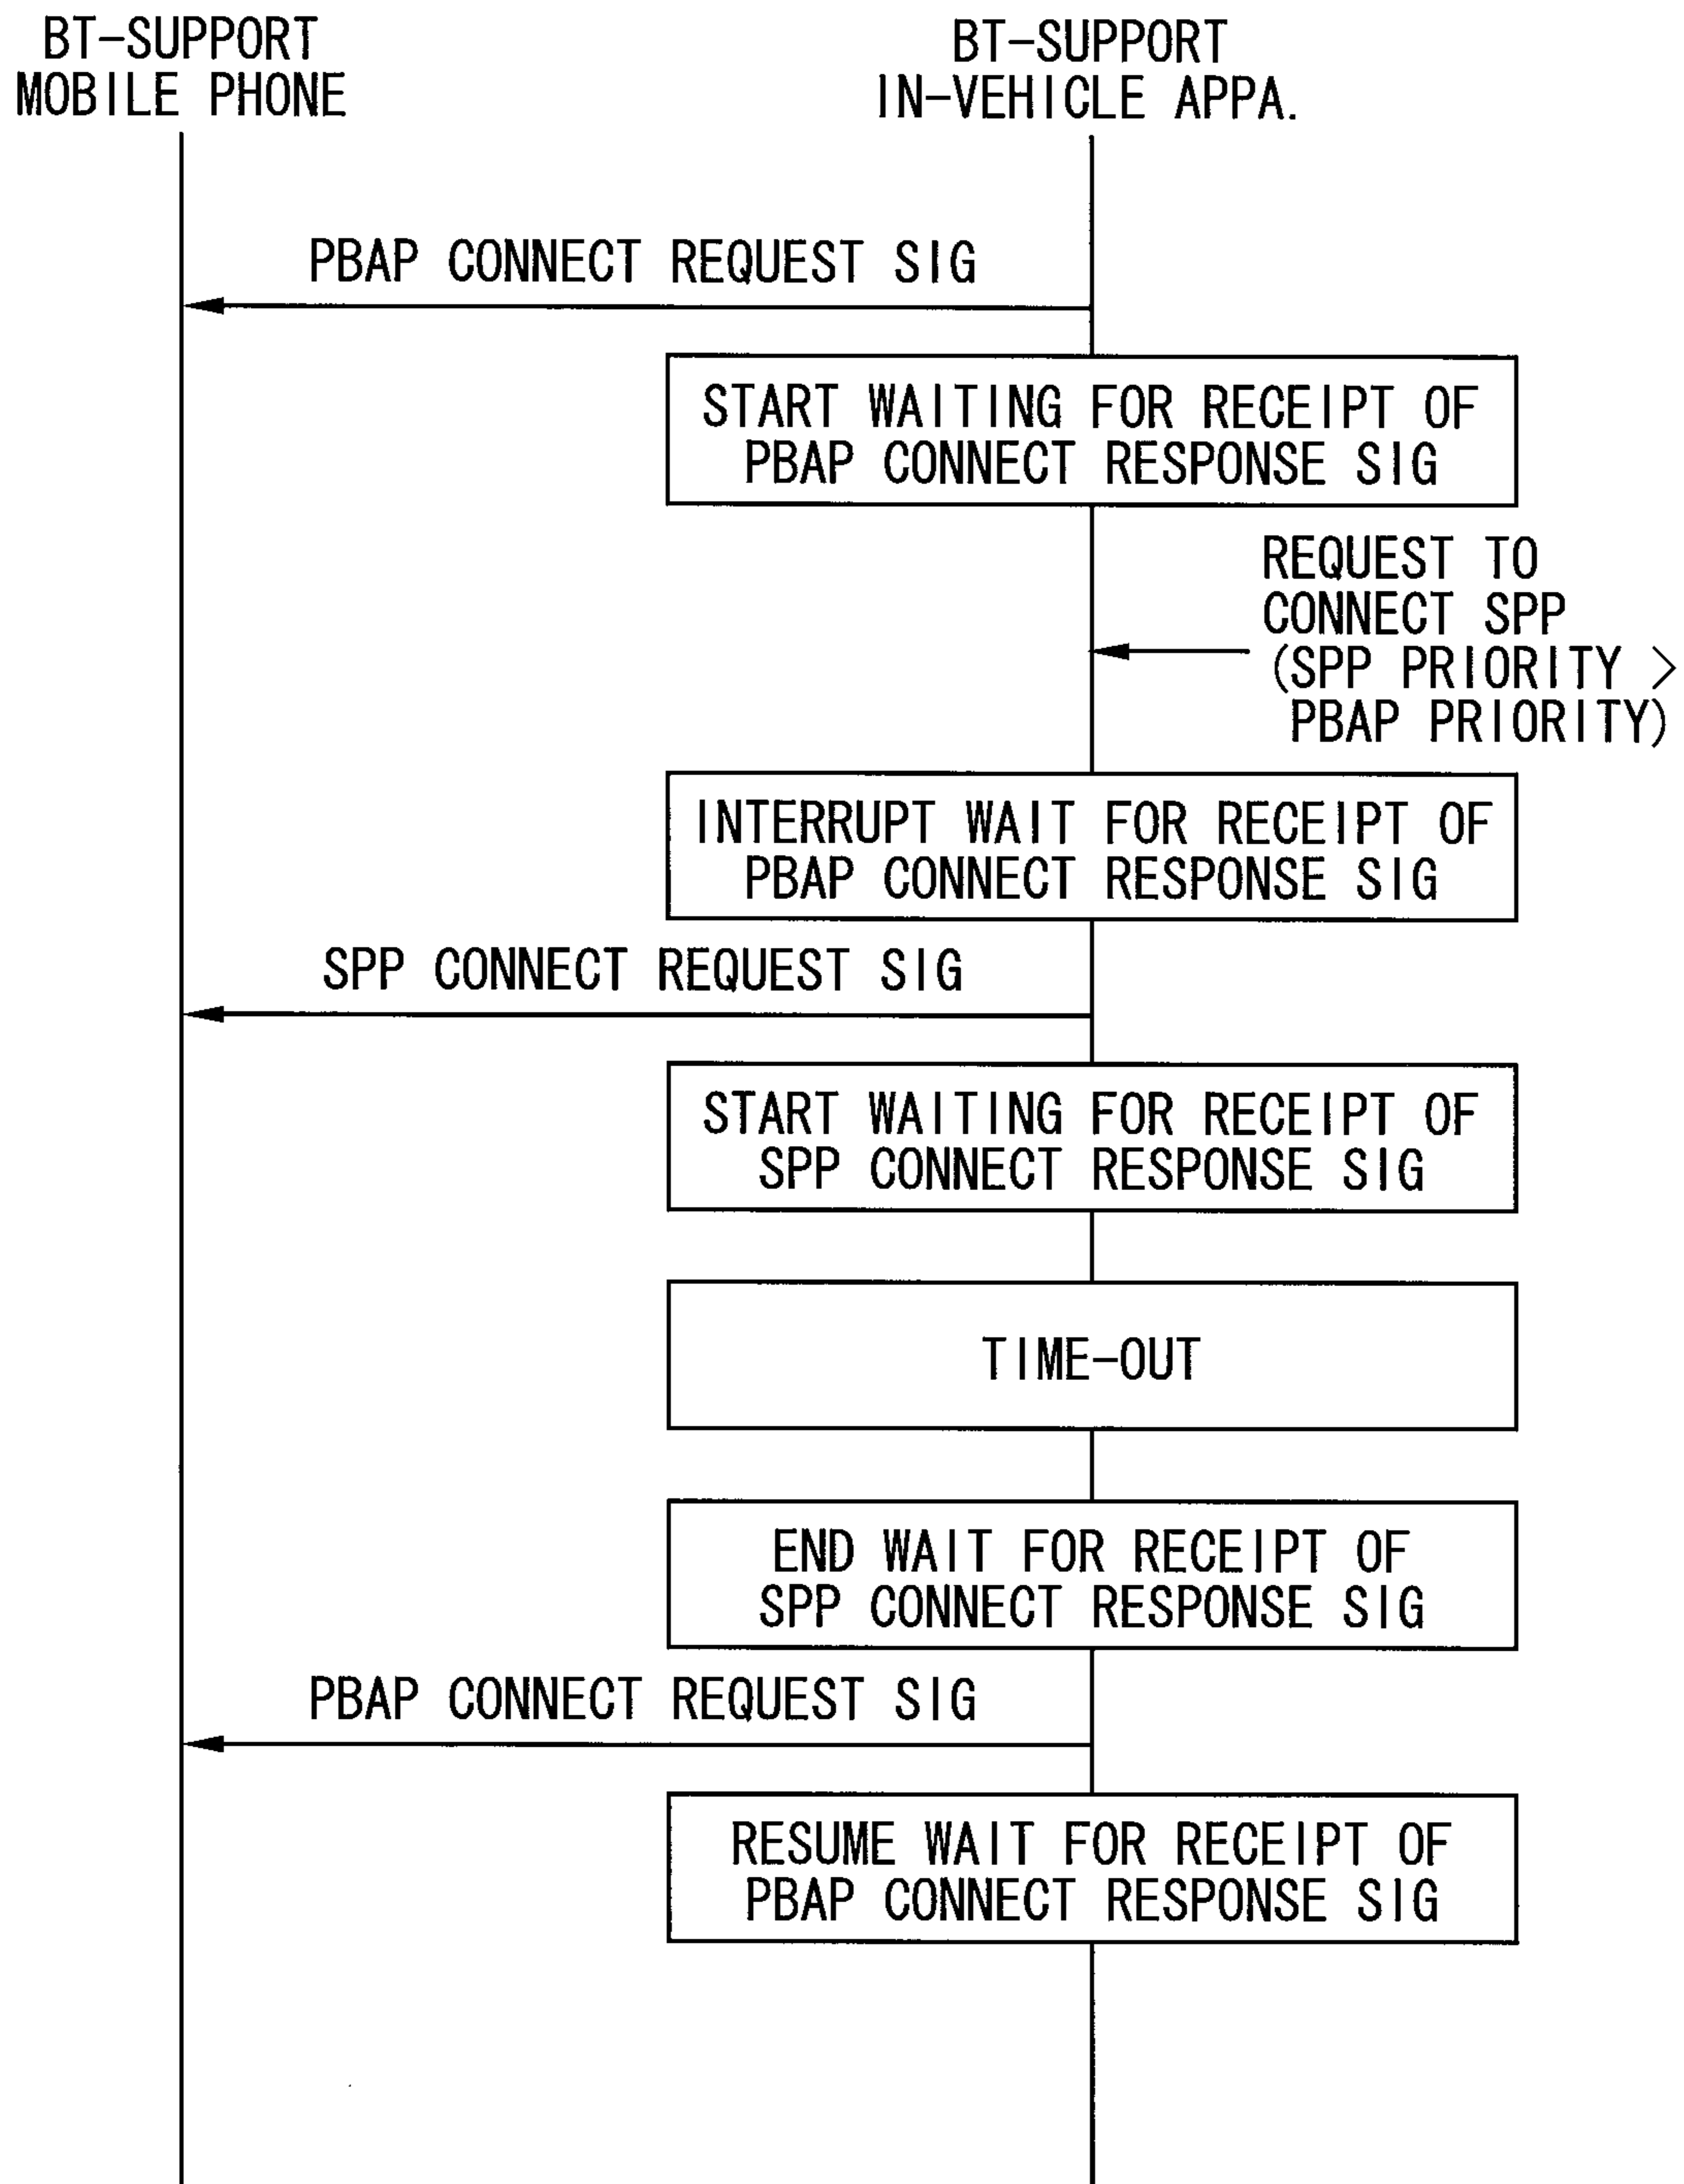 BT-SUPPORT
MOBILE PHONE
BT-SUPPORT
IN-VEHICLE APPA.
PBAP CONNECT REQUEST SIG
START WAITING FOR RECEIPT OF
PBAP CONNECT RESPONSE SIG
REQUEST TO
CONNECT SPP
(SPP PRIORITY >
PBAP PRIORITY)
INTERRUPT WAIT FOR RECEIPT OF
PBAP CONNECT RESPONSE SIG
SPP CONNECT REQUEST SIG
START WAITING FOR RECEIPT OF
SPP CONNECT RESPONSE SIG
TIME-OUT
END WAIT FOR RECEIPT OF
SPP CONNECT RESPONSE SIG
PBAP CONNECT REQUEST SIG
RESUME WAIT FOR RECEIPT OF
PBAP CONNECT RESPONSE SIG